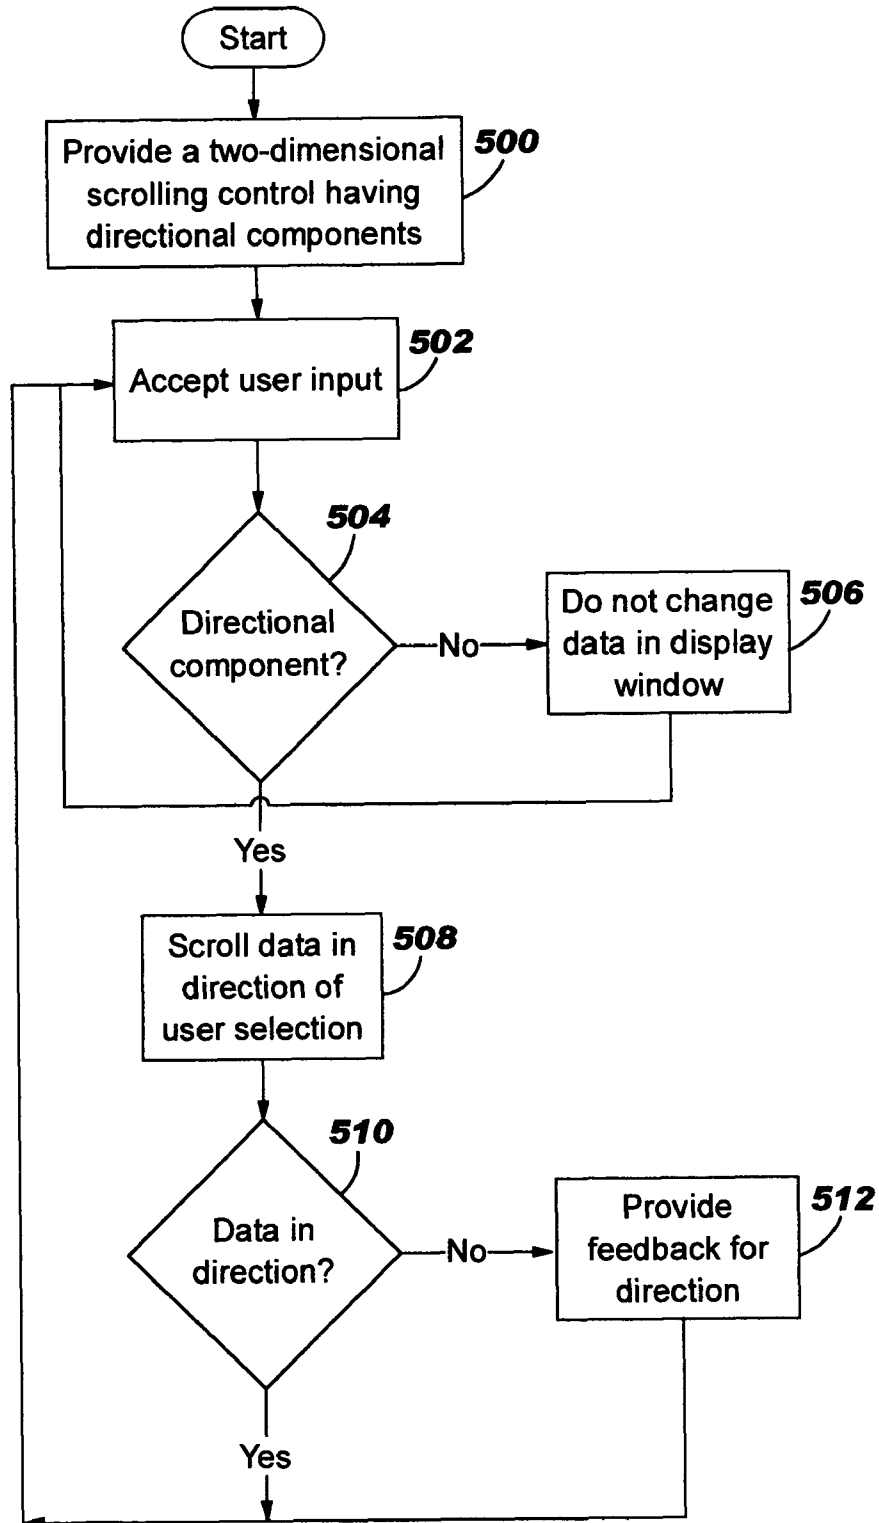 Start
Provide a two-dimensional
scrolling control having
directional components
500
Accept user input
502
504
Directional
component?
No
Do not change
data in display
window
506
Yes
Scroll data in
direction of
user selection
508
510
Data in
direction?
No
Provide
feedback for
direction
512
Yes